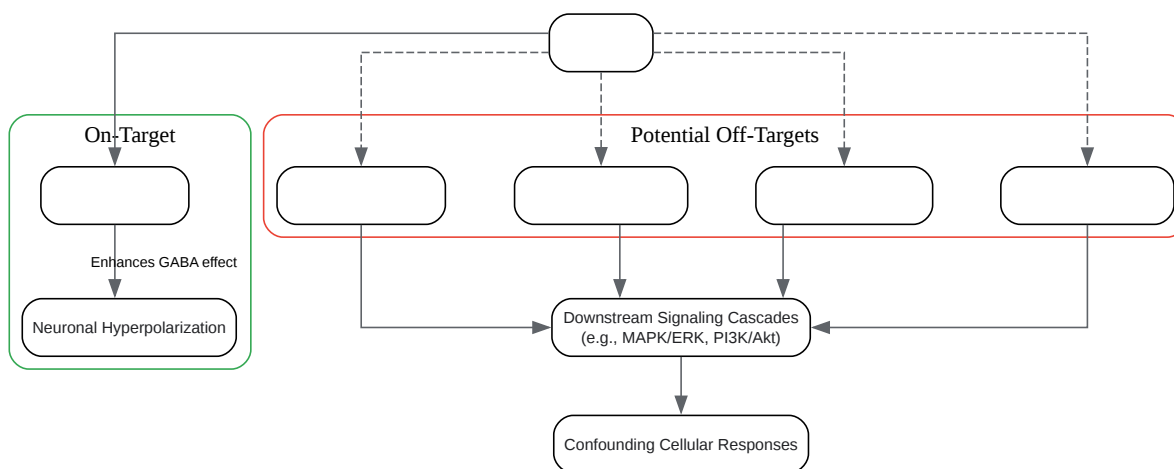 On-Target
Potential Off-Targets
Enhances GABA effect
Neuronal Hyperpolarization
Downstream Signaling Cascades
(e.g., MAPK/ERK, PI3K/Akt)
Confounding Cellular Responses